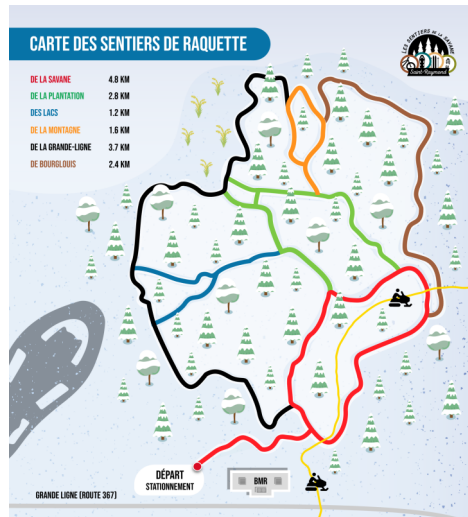 CARTE DES SENTIERS DE RAQUETTE
LES SENTIERS DE LA SAVANE
Saint-Raymond
DE LA SAVANE 4.8 KM
DE LA PLANTATION 2.8 KM
DES LACS 1.2 KM
DE LA MONTAGNE 1.6 KM
DE LA GRANDE-LIGNE 3.7 KM
DE BOURGLOUIS 2.4 KM
DÉPART
STATIONNEMENT
BMR
GRANDE LIGNE (ROUTE 367)